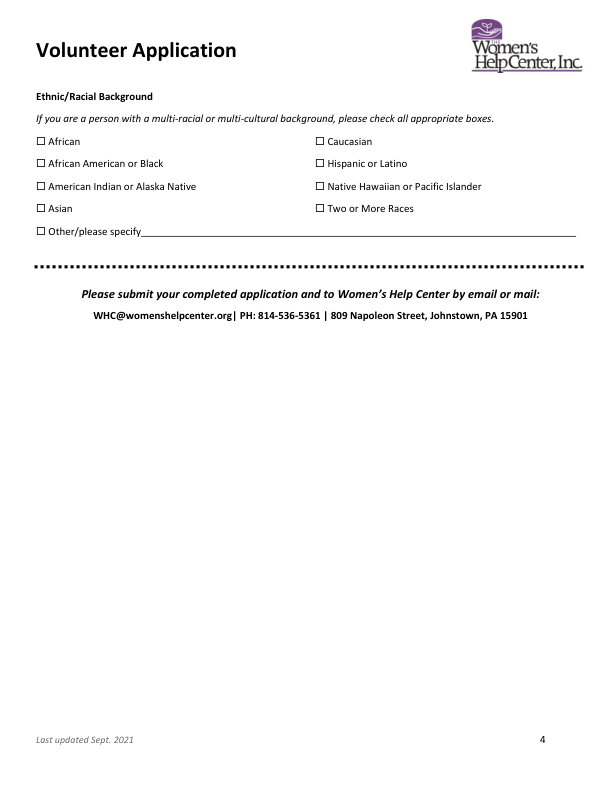 Volunteer Application
THE
Women's
HelpCenter, Inc.
Ethnic/Racial Background
If you are a person with a multi-racial or multi-cultural background, please check all appropriate boxes.
☐ African
☐ Caucasian
☐ African American or Black
☐ Hispanic or Latino
☐ American Indian or Alaska Native
☐ Native Hawaiian or Pacific Islander
☐ Asian
☐ Two or More Races
☐ Other/please specify
Please submit your completed application and to Women’s Help Center by email or mail:
WHC@womenshelpcenter.org| PH: 814-536-5361 | 809 Napoleon Street, Johnstown, PA 15901
Last updated Sept. 2021
4